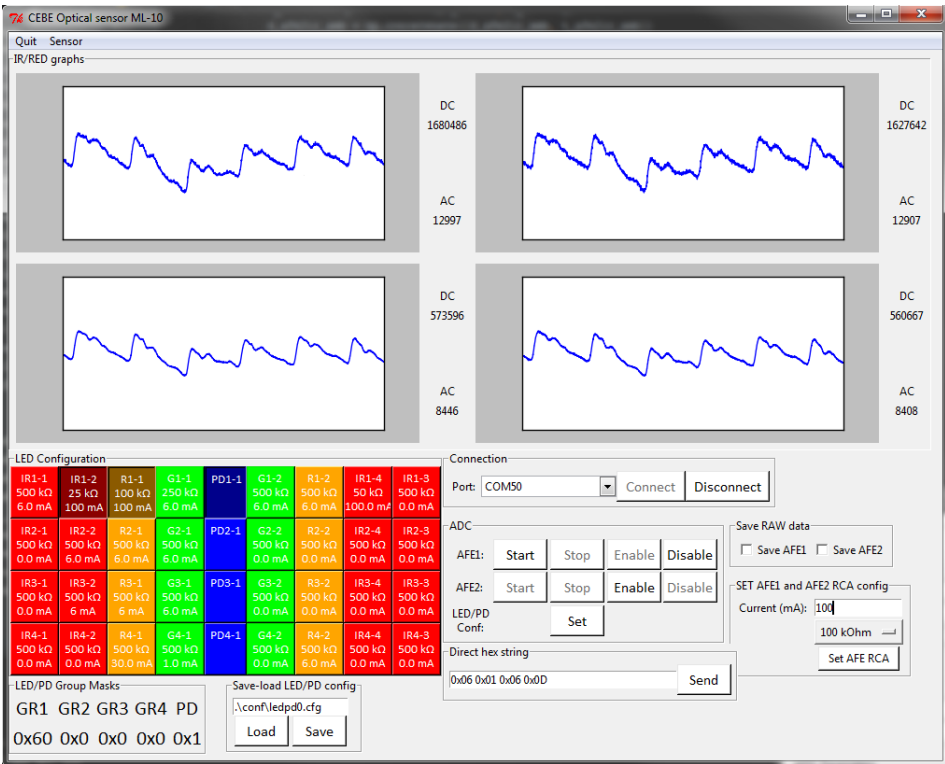 CEBE Optical sensor ML-10
Quit Sensor
IR/RED graphs
DC
1680486
AC
12997
DC
1627642
AC
12907
DC
573596
AC
8446
DC
560667
AC
8408
LED Configuration
IR1-1 IR1-2 R1-1 G1-1 PD1-1 G1-2 R1-2 IR1-4 IR1-3
500 kΩ 25 kΩ 100 kΩ 250 kΩ 500 kΩ 500 kΩ 50 kΩ 500 kΩ
6.0 mA 100 mA 100 mA 6.0 mA 6.0 mA 6.0 mA 100.0 mA 0.0 mA
IR2-1 IR2-2 R2-1 G2-1 PD2-1 G2-2 R2-2 IR2-4 IR2-3
500 kΩ 500 kΩ 500 kΩ 500 kΩ 500 kΩ 500 kΩ 500 kΩ 500 kΩ
0.0 mA 6.0 mA 6.0 mA 6.0 mA 0.0 mA 0.0 mA 0.0 mA 0.0 mA
IR3-1 IR3-2 R3-1 G3-1 PD3-1 G3-2 R3-2 IR3-4 IR3-3
500 kΩ 500 kΩ 500 kΩ 500 kΩ 500 kΩ 500 kΩ 500 kΩ 500 kΩ
0.0 mA 6 mA 6 mA 6.0 mA 0.0 mA 0.0 mA 0.0 mA 0.0 mA
IR4-1 IR4-2 R4-1 G4-1 PD4-1 G4-2 R4-2 IR4-4 IR4-3
500 kΩ 500 kΩ 500 kΩ 500 kΩ 500 kΩ 500 kΩ 500 kΩ 500 kΩ
0.0 mA 0.0 mA 30.0 mA 1.0 mA 0.0 mA 6.0 mA 0.0 mA 0.0 mA
LED/PD Group Masks
GR1 GR2 GR3 GR4 PD
0x60 0x0 0x0 0x0 0x1
Save-load LED/PD config
.\conf\ledpd0.cfg
Load Save
Connection
Port: COM50 Connect Disconnect
ADC
AFE1: Start Stop Enable Disable
AFE2: Start Stop Enable Disable
LED/PD
Conf: Set
Save RAW data
Save AFE1 Save AFE2
SET AFE1 and AFE2 RCA config
Current (mA): 100
100 kOhm
Set AFE RCA
Direct hex string
0x06 0x01 0x06 0x0D Send